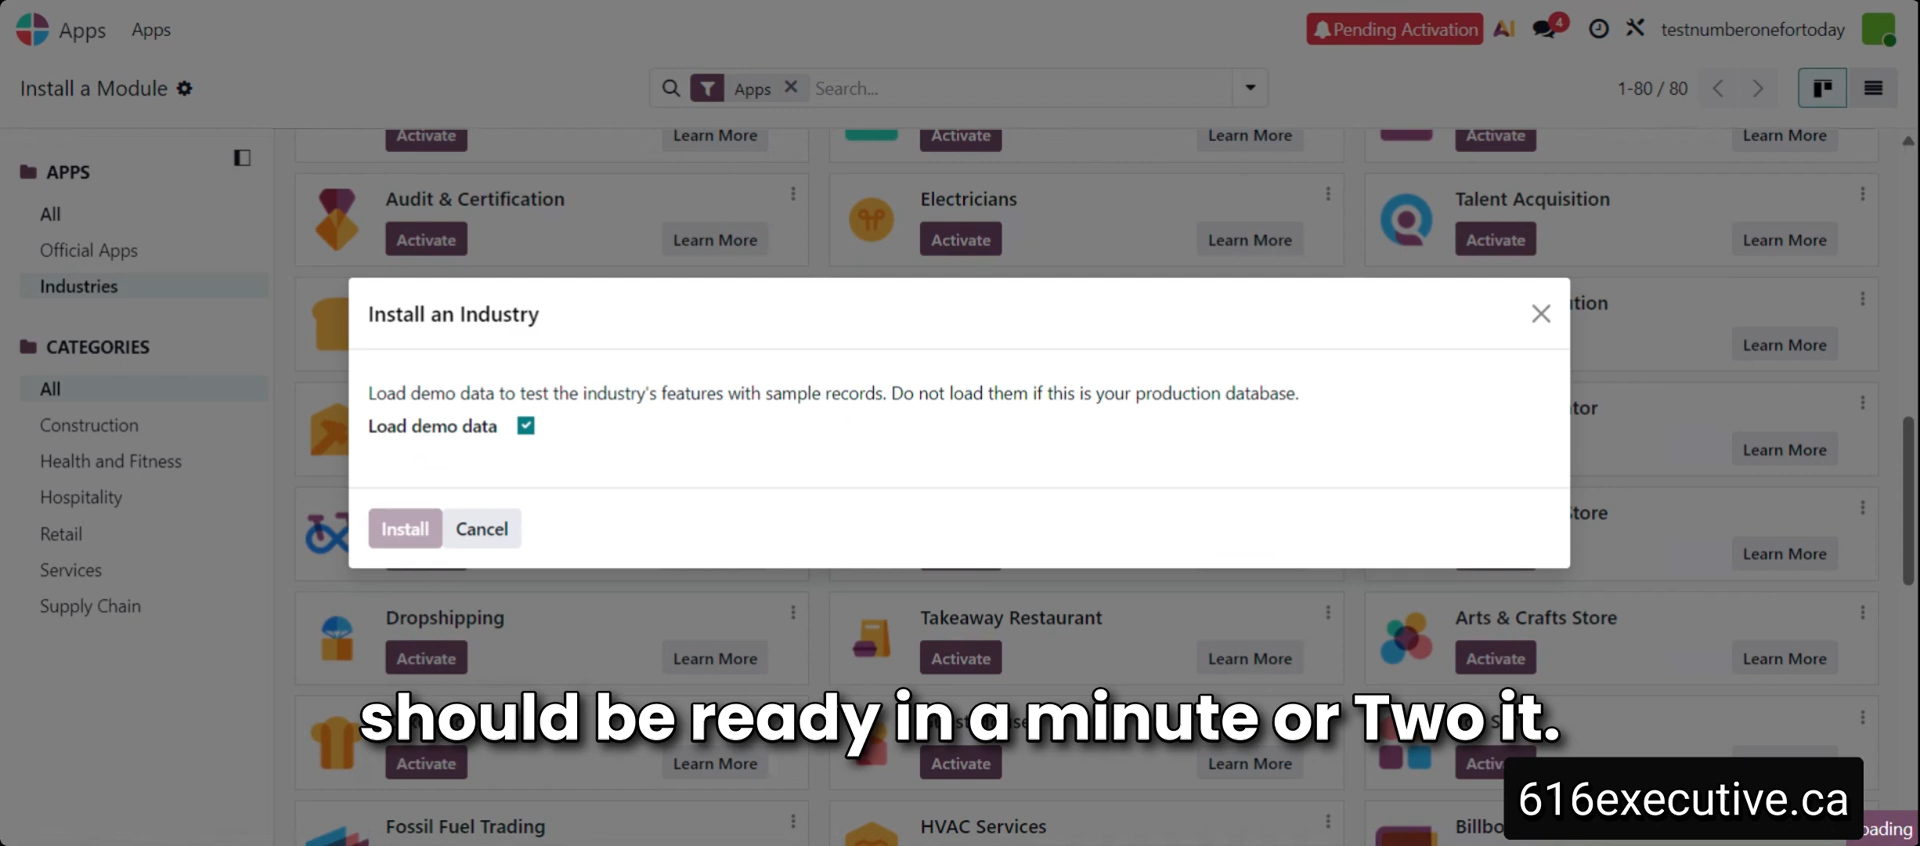 Apps Apps
Pending Activation AI 4 testnumberonefortoday
Install a Module
Apps Search...
1-80 / 80
APPS
All
Official Apps
Industries
CATEGORIES
All
Construction
Health and Fitness
Hospitality
Retail
Services
Supply Chain
Activate Learn More Activate Learn More Activate Learn More
Audit & Certification Electricians Talent Acquisition
Activate Learn More Activate Learn More Activate Learn More
Learn More
Learn More
Store
Learn More
Install an Industry
Load demo data to test the industry's features with sample records. Do not load them if this is your production database.
Load demo data
Install Cancel
Dropshipping Takeaway Restaurant Arts & Crafts Store
Activate Learn More Activate Learn More Activate Learn More
should be ready in a minute or Two it.
Activate Learn More Activate Learn More
616executive.ca
Fossil Fuel Trading HVAC Services